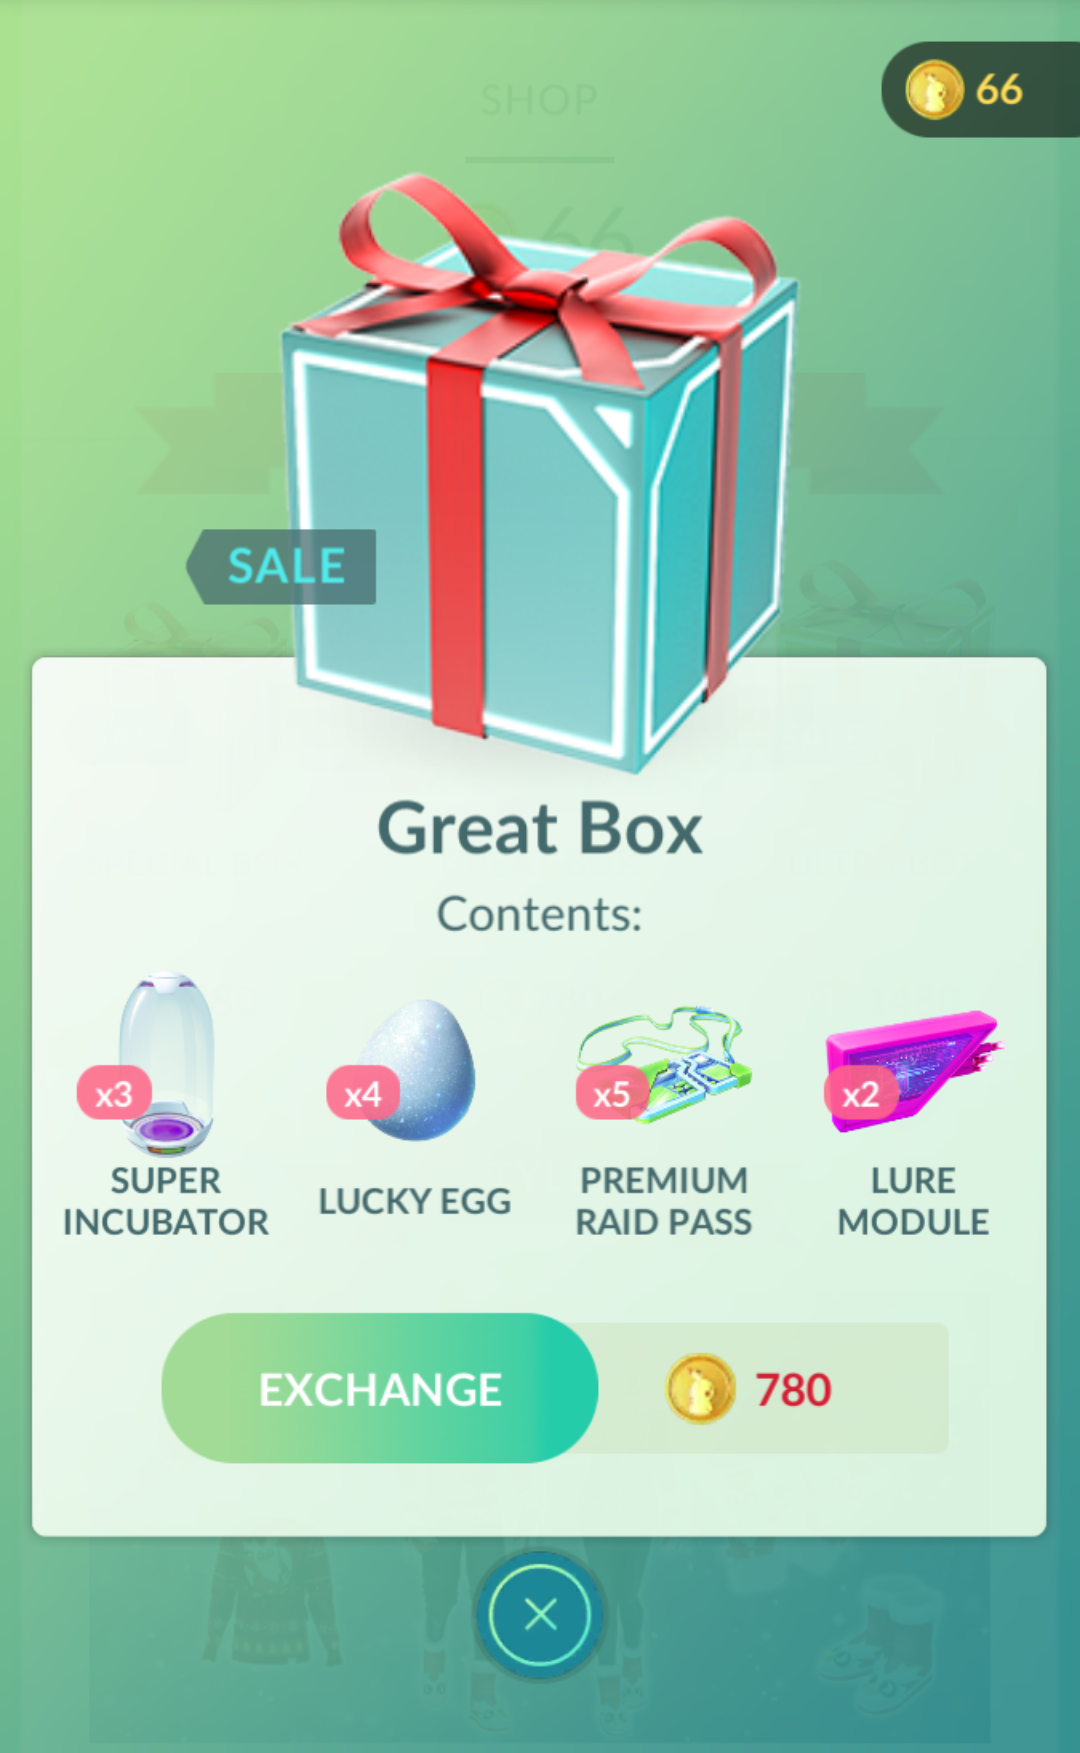 SHOP
66
66
SALE
Great Box
Contents:
x3
x4
x5
x2
SUPER
INCUBATOR
LUCKY EGG
PREMIUM
RAID PASS
LURE
MODULE
EXCHANGE
780